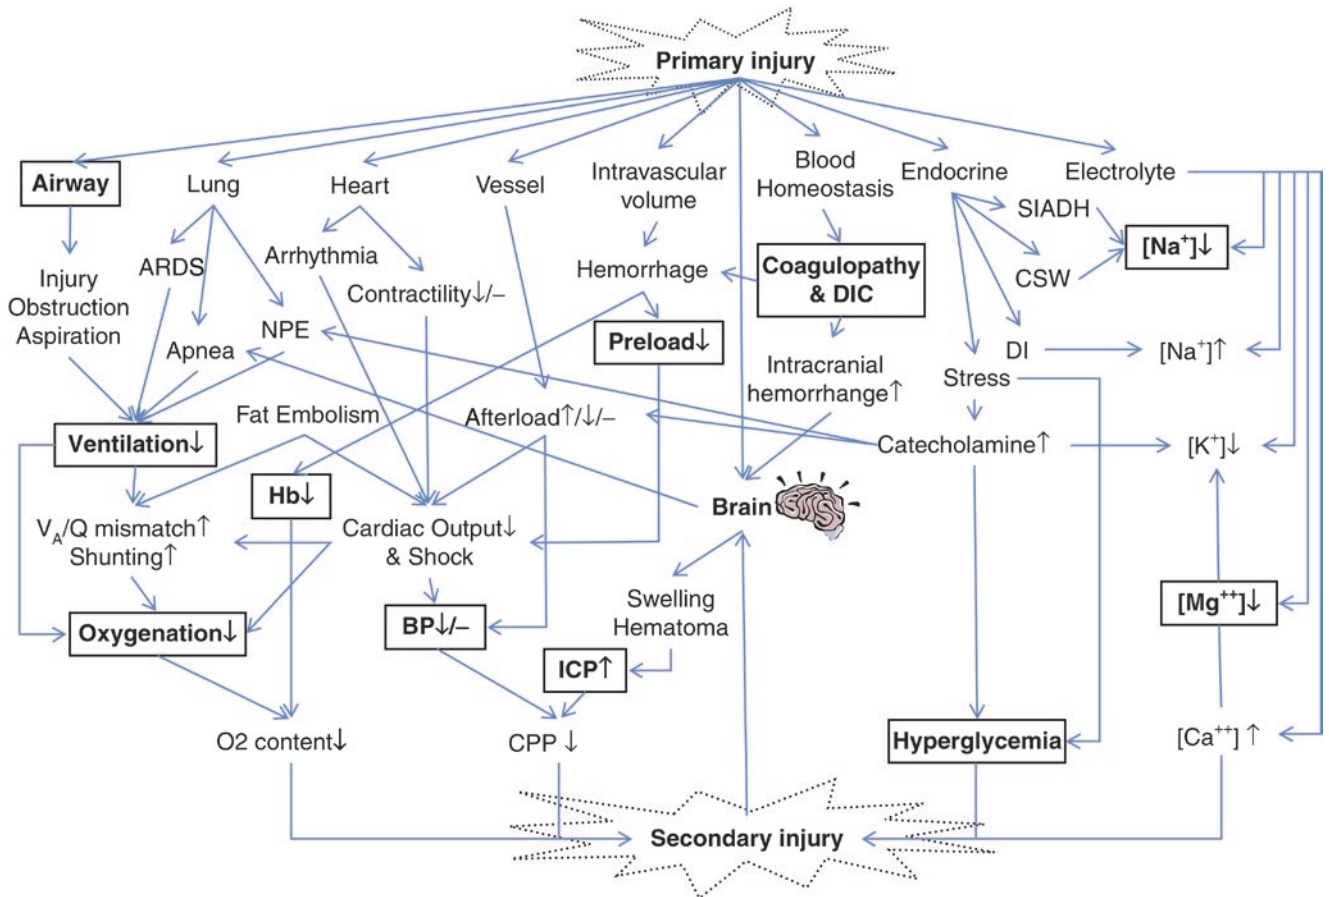 Primary injury
Airway
Lung
Heart
Vessel
Intravascular
volume
Blood
Homeostasis
Endocrine
Electrolyte
SIADH
[Na⁺]↓
CSW
Injury
Obstruction
Aspiration
ARDS
Arrhythmia
Contractility↓/–
Hemorrhage
Coagulopathy
& DIC
NPE
Apnea
Preload↓
Intracranial
hemorrhange↑
DI
[Na⁺]↑
Stress
Fat Embolism
Afterload↑/↓/–
Ventilation↓
Catecholamine↑
[K⁺]↓
Hb↓
Brain
V_A/Q mismatch↑
Shunting↑
Cardiac Output↓
& Shock
Swelling
Hematoma
[Mg⁺⁺]↓
Oxygenation↓
BP↓/–
ICP↑
O2 content↓
CPP ↓
Hyperglycemia
[Ca⁺⁺] ↑
Secondary injury